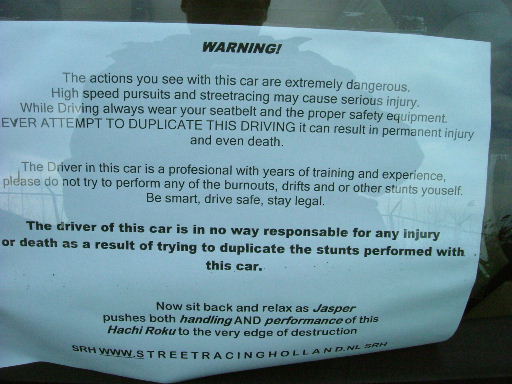 WARNING!
The actions you see with this car are extremely dangerous.
High speed pursuits and streetracing may cause serious injury.
While Driving always wear your seatbelt and the proper safety equipment.
EVER ATTEMPT TO DUPLICATE THIS DRIVING it can result in permanent injury
and even death.
The Driver in this car is a profesional with years of training and experience,
please do not try to perform any of the burnouts, drifts and or other stunts youself.
Be smart, drive safe, stay legal.
The driver of this car is in no way responsable for any injury
or death as a result of trying to duplicate the stunts performed with
this car.
Now sit back and relax as Jasper
pushes both handling AND performance of this
Hachi Roku to the very edge of destruction
SRH WWW.STREETRACINGHOLLAND.NL SRH